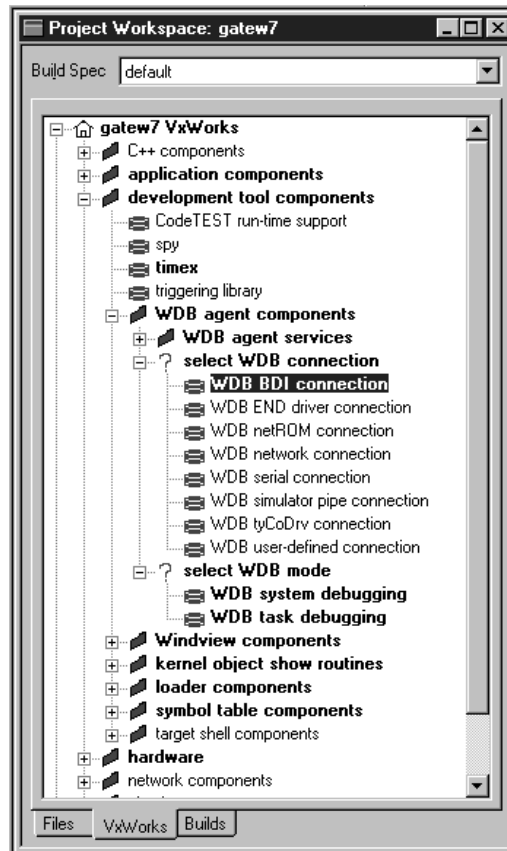 Project Workspace: gatew7
Build Spec default
gatew7 VxWorks
C++ components
application components
development tool components
CodeTEST run-time support
spy
timex
triggering library
WDB agent components
WDB agent services
select WDB connection
WDB BDI connection
WDB END driver connection
WDB netROM connection
WDB network connection
WDB serial connection
WDB simulator pipe connection
WDB tyCoDrv connection
WDB user-defined connection
select WDB mode
WDB system debugging
WDB task debugging
Windview components
kernel object show routines
loader components
symbol table components
target shell components
hardware
network components
Files VxWorks Builds